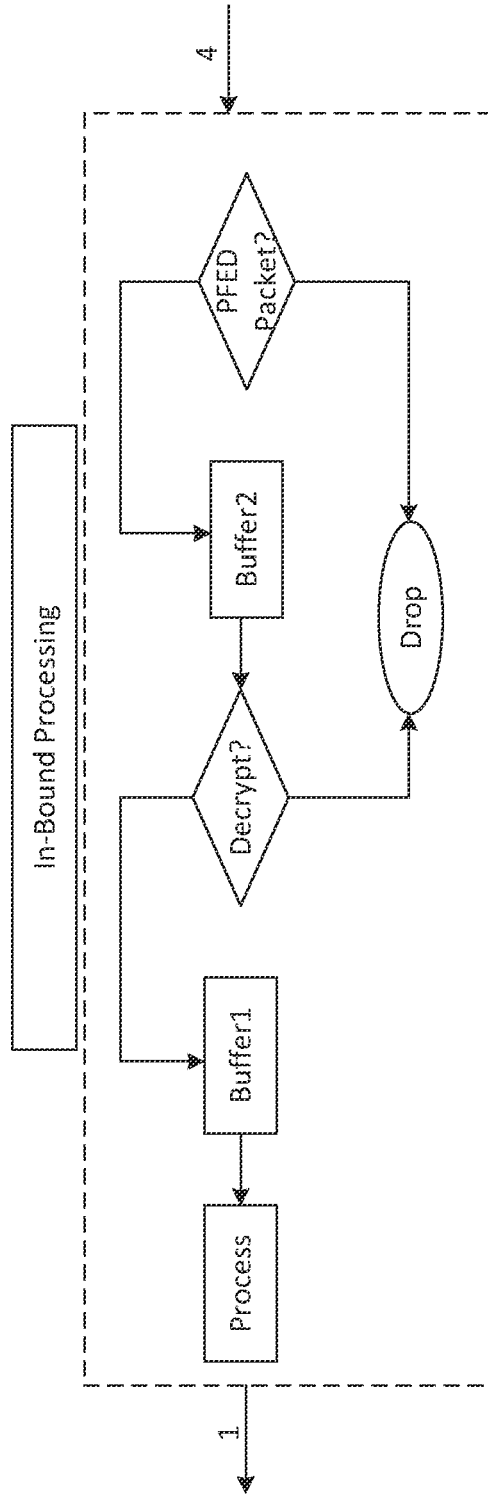 In-Bound Processing
1
Process
Buffer1
Decrypt?
Buffer2
PFED
Packet?
4
Drop